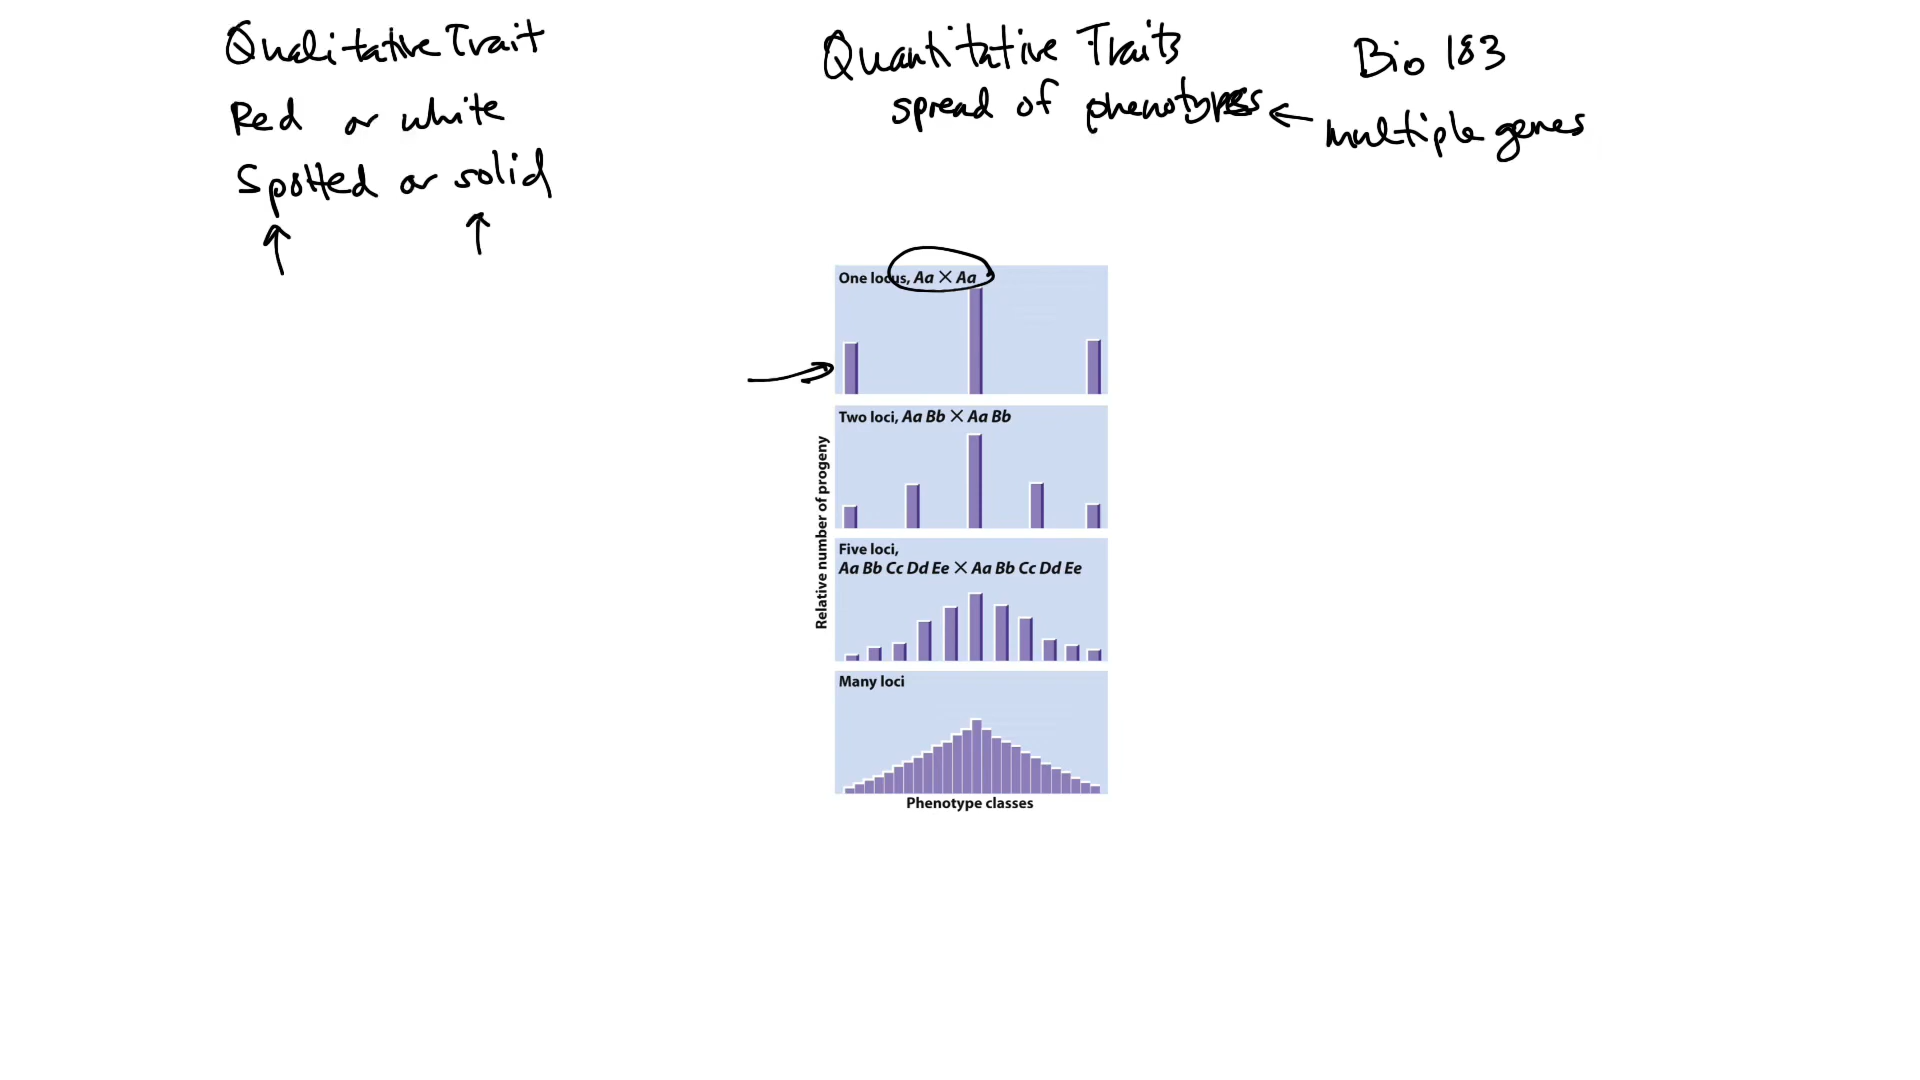 Qualitative Trait
Red or white
Spotted or solid
Quantitative Traits
spread of phenotypes
Bio 183
multiple genes
One locus, Aa × Aa
Two loci, Aa Bb × Aa Bb
Five loci,
Aa Bb Cc Dd Ee × Aa Bb Cc Dd Ee
Many loci
Relative number of progeny
Phenotype classes